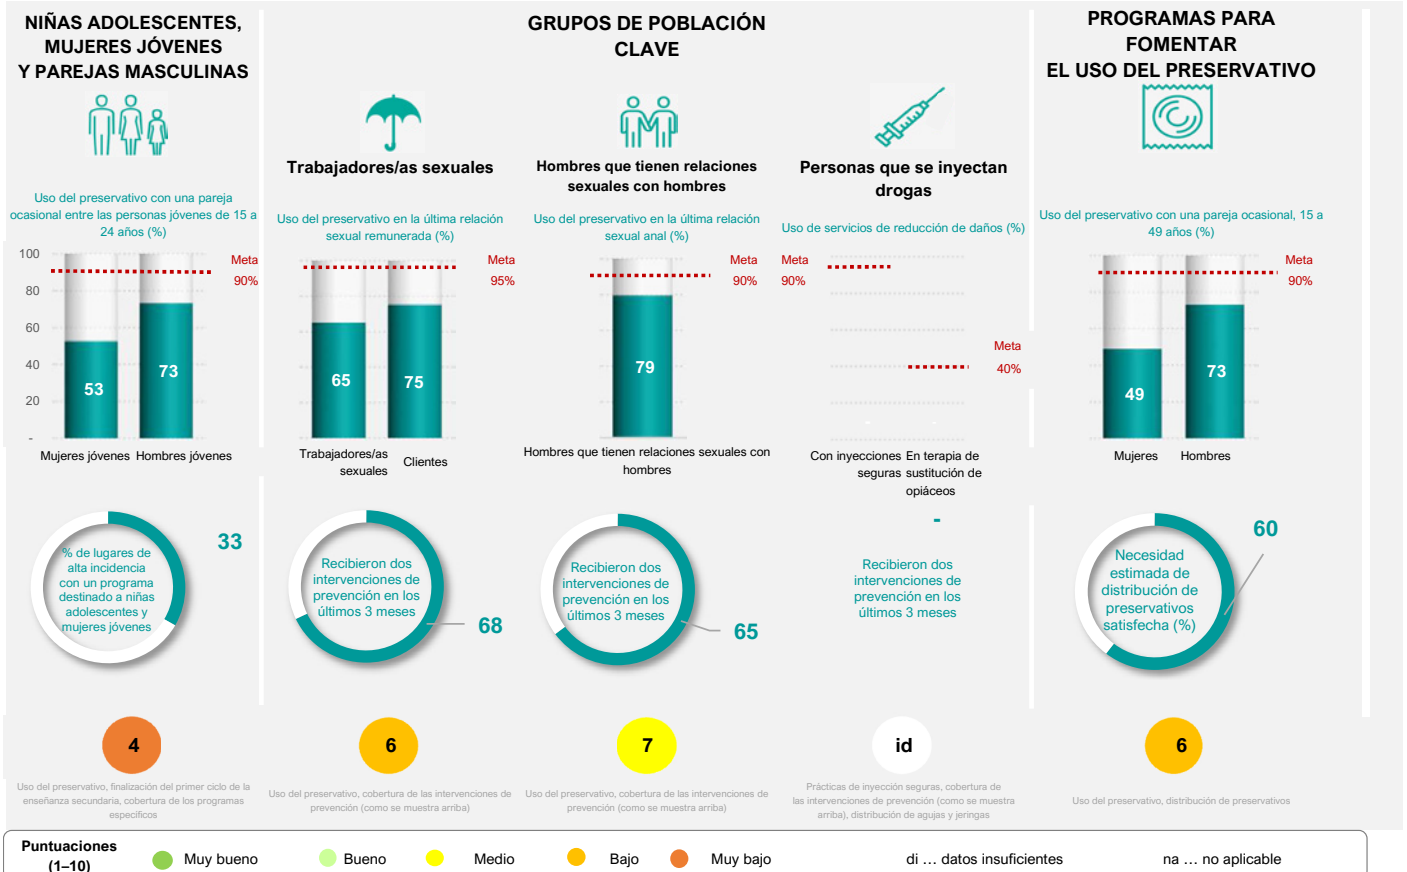 NIÑAS ADOLESCENTES,
MUJERES JÓVENES
Y PAREJAS MASCULINAS
Uso del preservativo con una pareja
ocasional entre las personas jóvenes de 15 a
24 años (%)
100
80
60
40
20
-
Meta
90%
53
73
Mujeres jóvenes
Hombres jóvenes
% de lugares de
alta incidencia
con un programa
destinado a niñas
adolescentes y
mujeres jóvenes
33
4
Uso del preservativo, finalización del primer ciclo de la
enseñanza secundaria, cobertura de los programas
específicos
GRUPOS DE POBLACIÓN
CLAVE
Trabajadores/as sexuales
Uso del preservativo en la última relación
sexual remunerada (%)
Meta
95%
65
75
Trabajadores/as
sexuales
Clientes
Recibieron dos
intervenciones de
prevención en los
últimos 3 meses
68
6
Uso del preservativo, cobertura de las intervenciones de
prevención (como se muestra arriba)
Hombres que tienen relaciones
sexuales con hombres
Uso del preservativo en la última relación
sexual anal (%)
Meta
90%
79
Hombres que tienen relaciones sexuales con
hombres
Recibieron dos
intervenciones de
prevención en los
últimos 3 meses
65
7
Uso del preservativo, cobertura de las intervenciones de
prevención (como se muestra arriba)
Personas que se inyectan
drogas
Uso de servicios de reducción de daños (%)
Meta
90%
Meta
40%
-
-
Con inyecciones
seguras
En terapia de
sustitución de
opiáceos
-
Recibieron dos
intervenciones de
prevención en los
últimos 3 meses
id
Prácticas de inyección seguras, cobertura de
las intervenciones de prevención (como se muestra
arriba), distribución de agujas y jeringas
PROGRAMAS PARA
FOMENTAR
EL USO DEL PRESERVATIVO
Uso del preservativo con una pareja ocasional, 15 a
49 años (%)
Meta
90%
49
73
Mujeres
Hombres
Necesidad
estimada de
distribución de
preservativos
satisfecha (%)
60
6
Uso del preservativo, distribución de preservativos
Puntuaciones
(1–10)
Muy bueno
Bueno
Medio
Bajo
Muy bajo
di … datos insuficientes
na … no aplicable